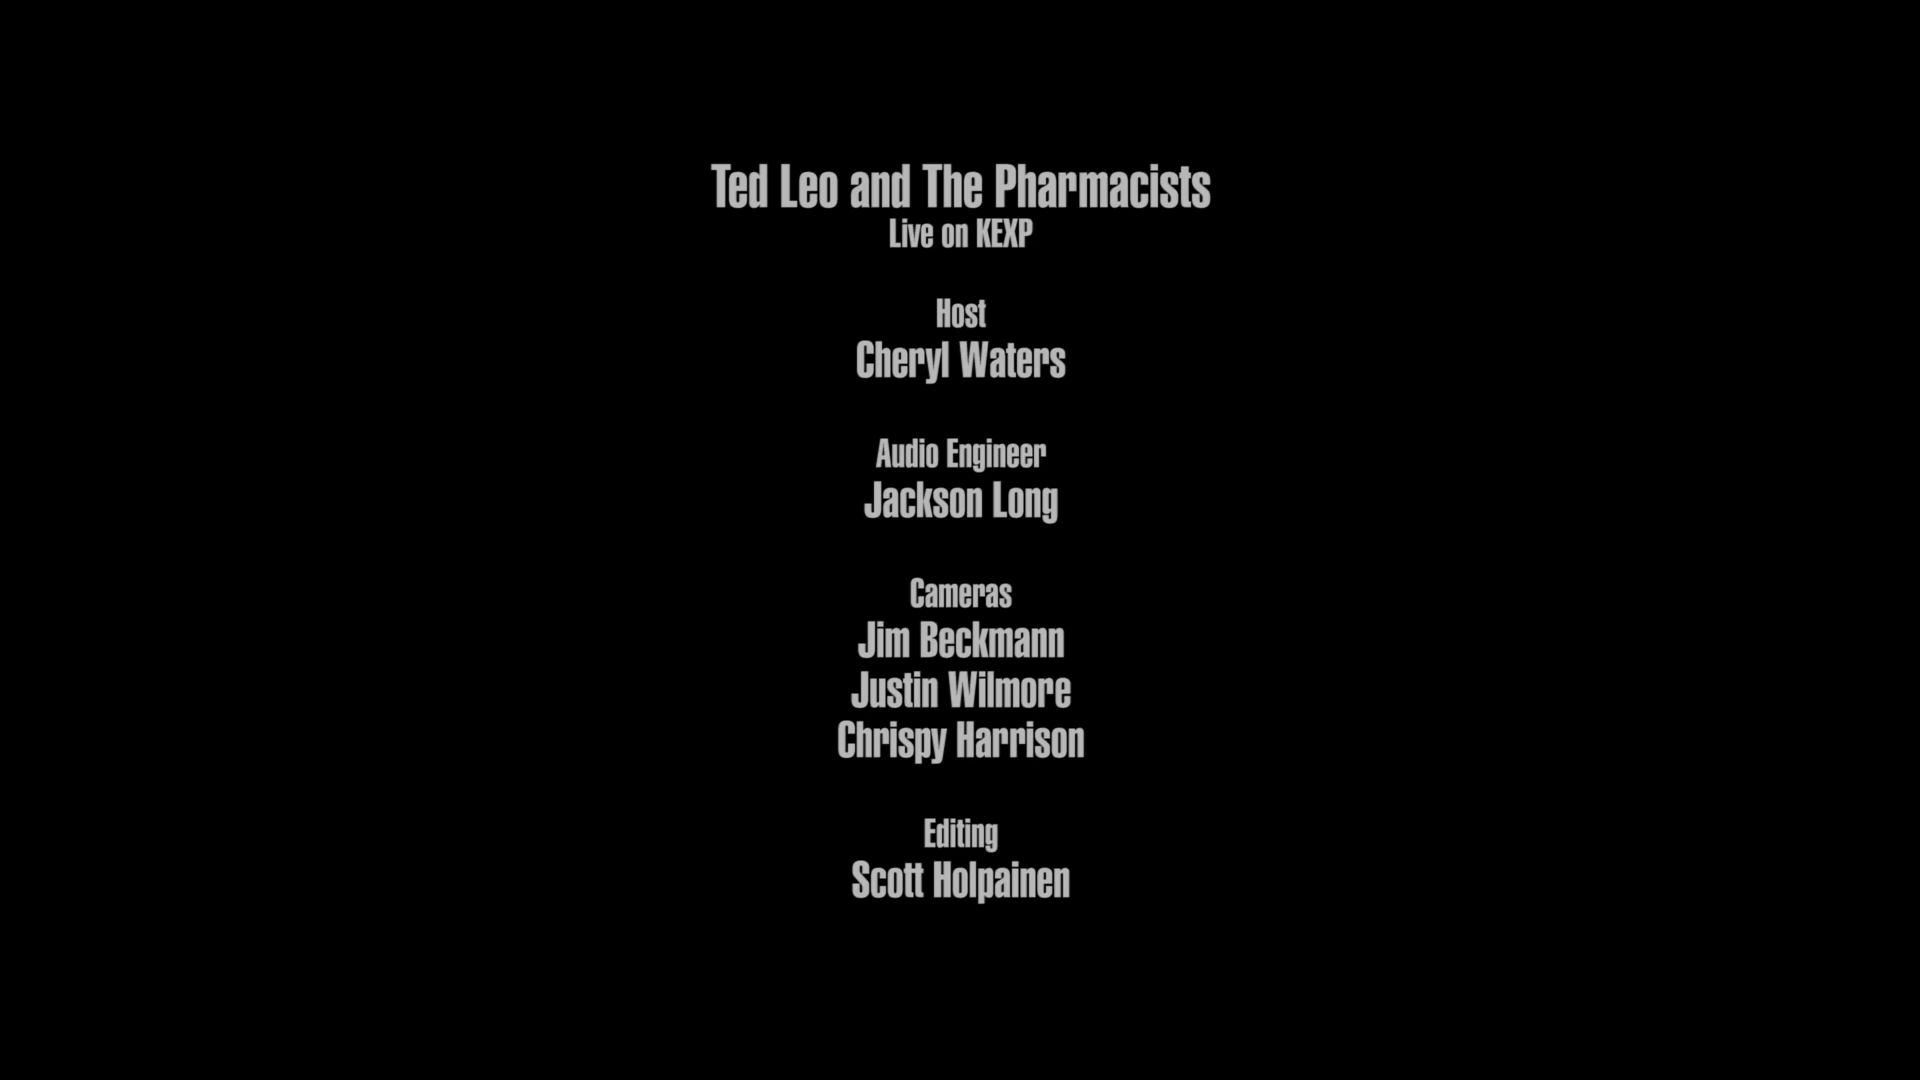 Ted Leo and The Pharmacists
Live on KEXP
Host
Cheryl Waters
Audio Engineer
Jackson Long
Cameras
Jim Beckmann
Justin Wilmore
Chrispy Harrison
Editing
Scott Holpainen